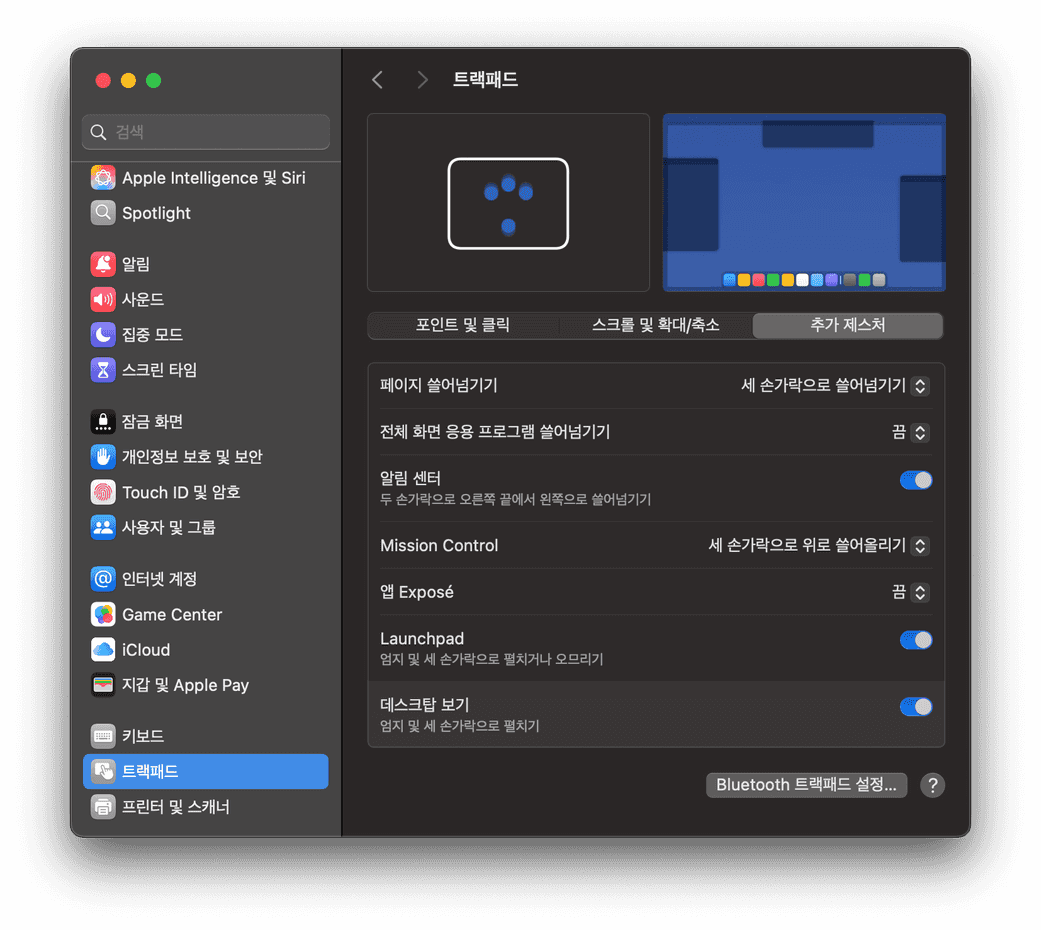 검색
Apple Intelligence 및 Siri
Spotlight
알림
사운드
집중 모드
스크린 타임
잠금 화면
개인정보 보호 및 보안
Touch ID 및 암호
사용자 및 그룹
인터넷 계정
Game Center
iCloud
지갑 및 Apple Pay
키보드
트랙패드
프린터 및 스캐너
트랙패드
포인트 및 클릭
스크롤 및 확대/축소
추가 제스처
페이지 쓸어넘기기
세 손가락으로 쓸어넘기기
전체 화면 응용 프로그램 쓸어넘기기
끔
알림 센터
두 손가락으로 오른쪽 끝에서 왼쪽으로 쓸어넘기기
Mission Control
세 손가락으로 위로 쓸어올리기
앱 Exposé
끔
Launchpad
엄지 및 세 손가락으로 펼치거나 오므리기
데스크탑 보기
엄지 및 세 손가락으로 펼치기
Bluetooth 트랙패드 설정...
?